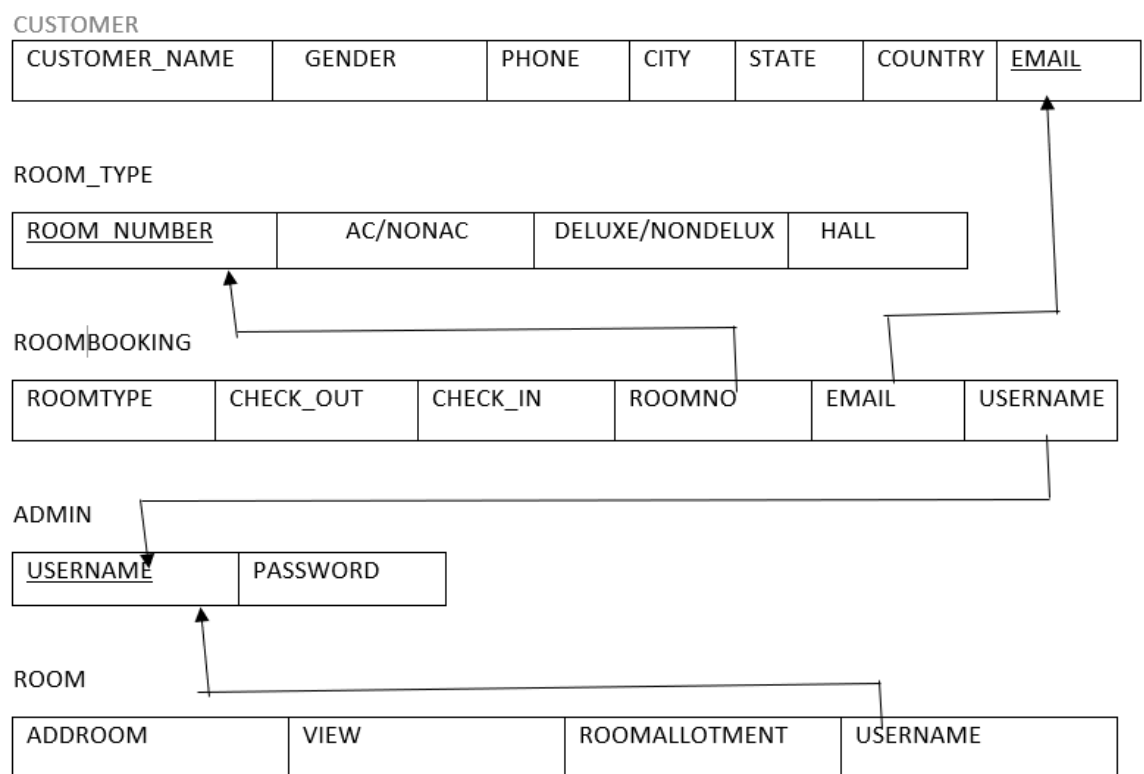 CUSTOMER
CUSTOMER_NAME GENDER PHONE CITY STATE COUNTRY EMAIL
ROOM_TYPE
ROOM_NUMBER AC/NONAC DELUXE/NONDELUX HALL
ROOMBOOKING
ROOMTYPE CHECK_OUT CHECK_IN ROOMNO EMAIL USERNAME
ADMIN
USERNAME PASSWORD
ROOM
ADDROOM VIEW ROOMALLOTMENT USERNAME